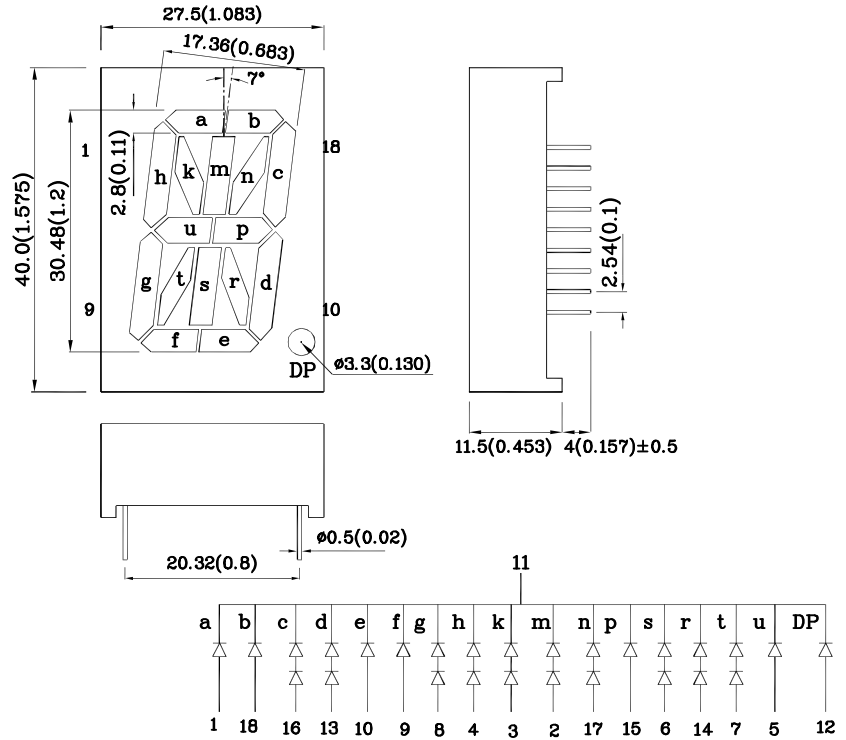 27.5(1.083)
17.36(0.683)
7°
a b
1 18
2.8(0.11)
h k m n c
40.0(1.575)
30.48(1.2)
u p
2.54(0.1)
g t s r d
9 10
f e
DP
ø3.3(0.130)
11.5(0.453) 4(0.157)±0.5
ø0.5(0.02)
20.32(0.8)
11
a b c d e f g h k m n p s r t u DP
1 18 16 13 10 9 8 4 3 2 17 15 6 14 7 5 12